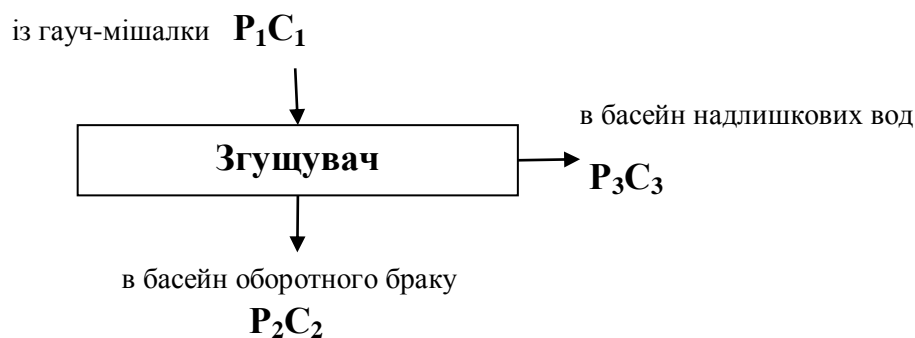 із гауч-мішалки P₁C₁
в басейн надлишкових вод
Згущувач
P₃C₃
в басейн оборотного браку
P₂C₂